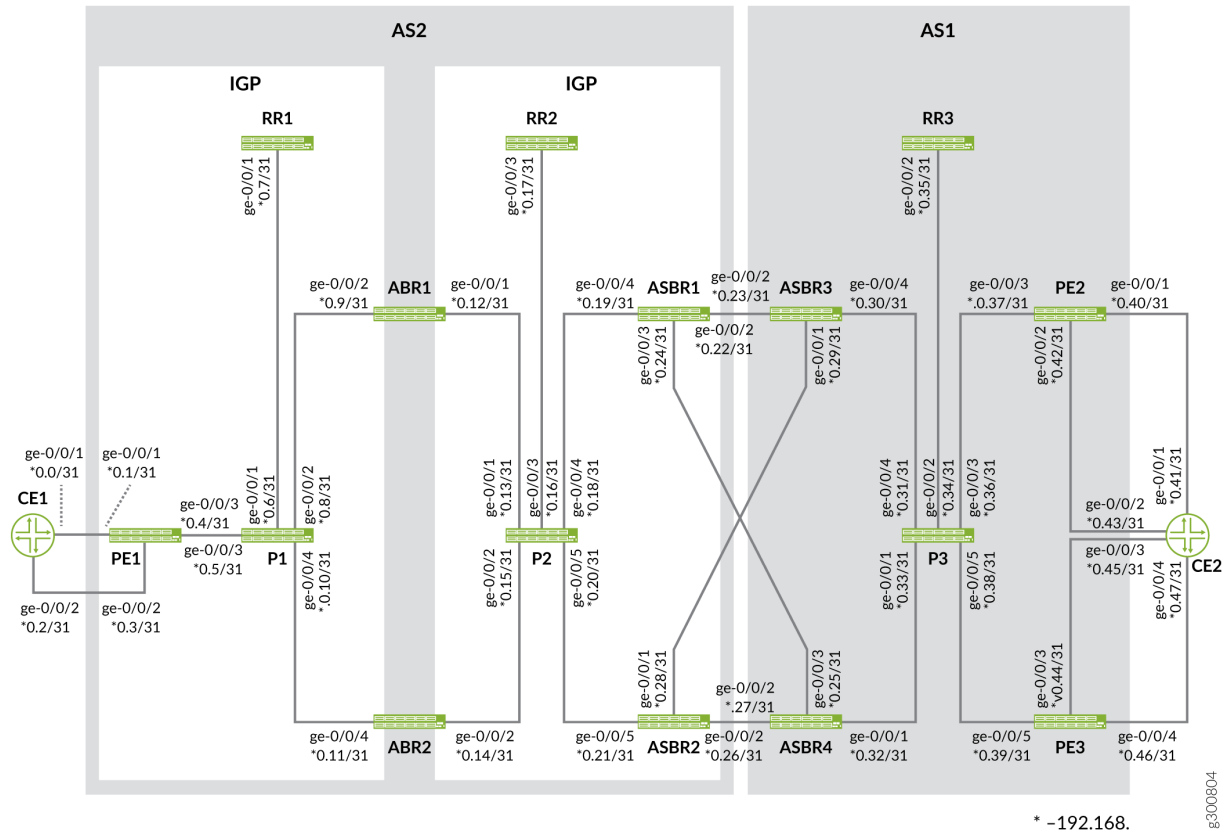 AS2
AS1
IGP
IGP
RR1
RR2
RR3
ge-0/0/1
*0.7/31
ge-0/0/3
*0.17/31
ge-0/0/2
*0.35/31
ge-0/0/2
*0.9/31
ABR1
ge-0/0/1
*0.12/31
ge-0/0/4
*0.19/31
ASBR1
ge-0/0/2
*0.23/31
ASBR3
ge-0/0/4
*0.30/31
ge-0/0/3
*.0.37/31
PE2
ge-0/0/1
*0.40/31
ge-0/0/3
*0.24/31
ge-0/0/2
*0.22/31
ge-0/0/1
*0.29/31
ge-0/0/2
*0.42/31
ge-0/0/1
*0.0/31
ge-0/0/1
*0.1/31
CE1
ge-0/0/3
*0.4/31
ge-0/0/1
*0.6/31
ge-0/0/2
*0.8/31
ge-0/0/1
*0.13/31
ge-0/0/3
*0.16/31
ge-0/0/4
*0.18/31
ge-0/0/4
*0.31/31
ge-0/0/2
*0.34/31
ge-0/0/3
*0.36/31
ge-0/0/1
*0.41/31
ge-0/0/2
*0.43/31
PE1
ge-0/0/3
*0.5/31
P1
P2
P3
ge-0/0/3
*0.45/31
CE2
ge-0/0/4
*.0.10/31
ge-0/0/2
*0.15/31
ge-0/0/5
*0.20/31
ge-0/0/1
*0.33/31
ge-0/0/5
*0.38/31
ge-0/0/4
*0.47/31
ge-0/0/2
*0.2/31
ge-0/0/2
*0.3/31
ge-0/0/1
*0.28/31
ge-0/0/2
*.27/31
ge-0/0/3
*0.25/31
ge-0/0/3
*v0.44/31
ge-0/0/4
*0.11/31
ABR2
ge-0/0/2
*0.14/31
ge-0/0/5
*0.21/31
ASBR2
ge-0/0/2
*0.26/31
ASBR4
ge-0/0/1
*0.32/31
ge-0/0/5
*0.39/31
PE3
ge-0/0/4
*0.46/31
* –192.168.
g300804